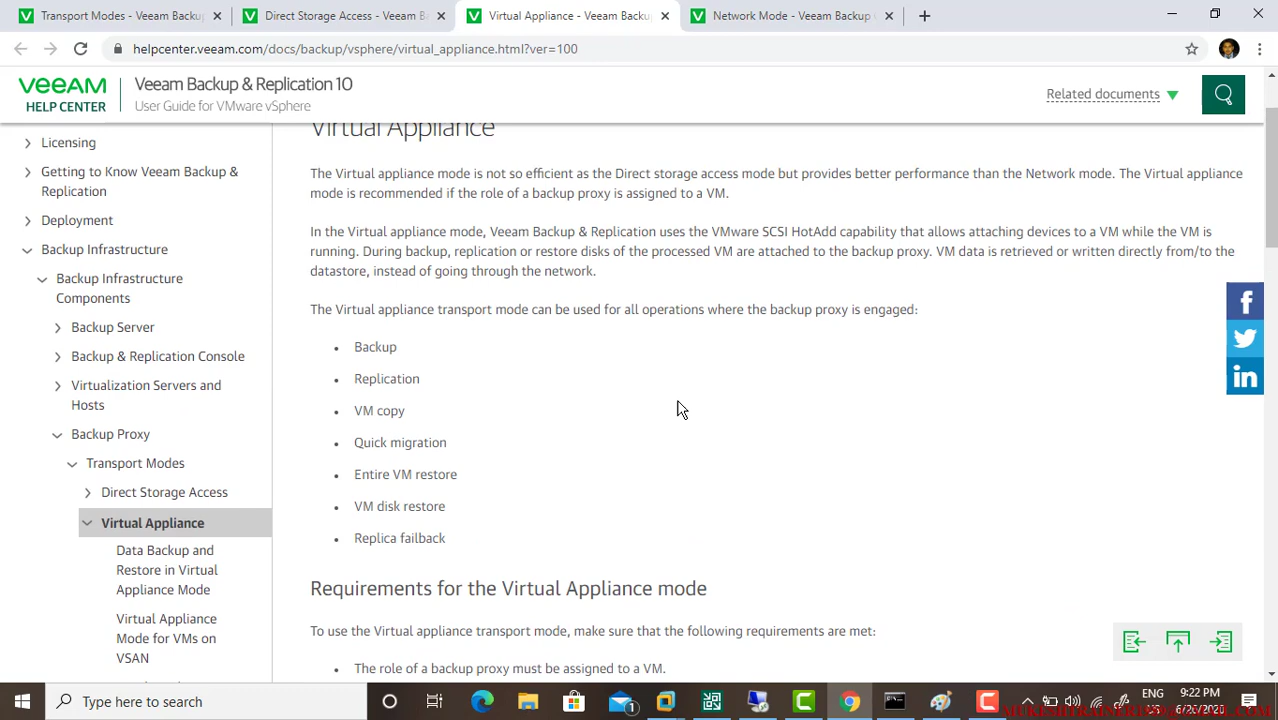 Transport Modes - Veeam Backup
Direct Storage Access - Veeam B
Virtual Appliance - Veeam Backu
Network Mode - Veeam Backup
helpcenter.veeam.com/docs/backup/vsphere/virtual_appliance.html?ver=100
veeam
HELP CENTER
Veeam Backup & Replication 10
User Guide for VMware vSphere
Related documents
Licensing
Getting to Know Veeam Backup &
Replication
Deployment
Backup Infrastructure
Backup Infrastructure
Components
Backup Server
Backup & Replication Console
Virtualization Servers and
Hosts
Backup Proxy
Transport Modes
Direct Storage Access
Virtual Appliance
Data Backup and
Restore in Virtual
Appliance Mode
Virtual Appliance
Mode for VMs on
VSAN
Virtual Appliance
The Virtual appliance mode is not so efficient as the Direct storage access mode but provides better performance than the Network mode. The Virtual appliance
mode is recommended if the role of a backup proxy is assigned to a VM.
In the Virtual appliance mode, Veeam Backup & Replication uses the VMware SCSI HotAdd capability that allows attaching devices to a VM while the VM is
running. During backup, replication or restore disks of the processed VM are attached to the backup proxy. VM data is retrieved or written directly from/to the
datastore, instead of going through the network.
The Virtual appliance transport mode can be used for all operations where the backup proxy is engaged:
• Backup
• Replication
• VM copy
• Quick migration
• Entire VM restore
• VM disk restore
• Replica failback
Requirements for the Virtual Appliance mode
To use the Virtual appliance transport mode, make sure that the following requirements are met:
• The role of a backup proxy must be assigned to a VM.
Type here to search
1
ENG
9:22 PM
6/26/2020